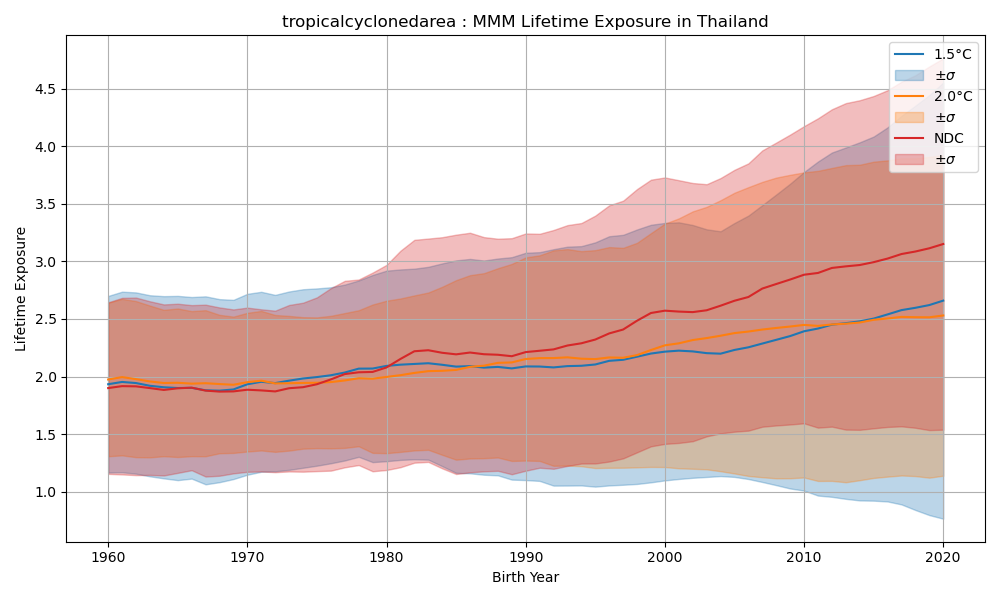 tropicalcyclonedarea : MMM Lifetime Exposure in Thailand
Lifetime Exposure
4.5
4.0
3.5
3.0
2.5
2.0
1.5
1.0
1.5°C
±σ
2.0°C
±σ
NDC
±σ
1960 1970 1980 1990 2000 2010 2020
Birth Year